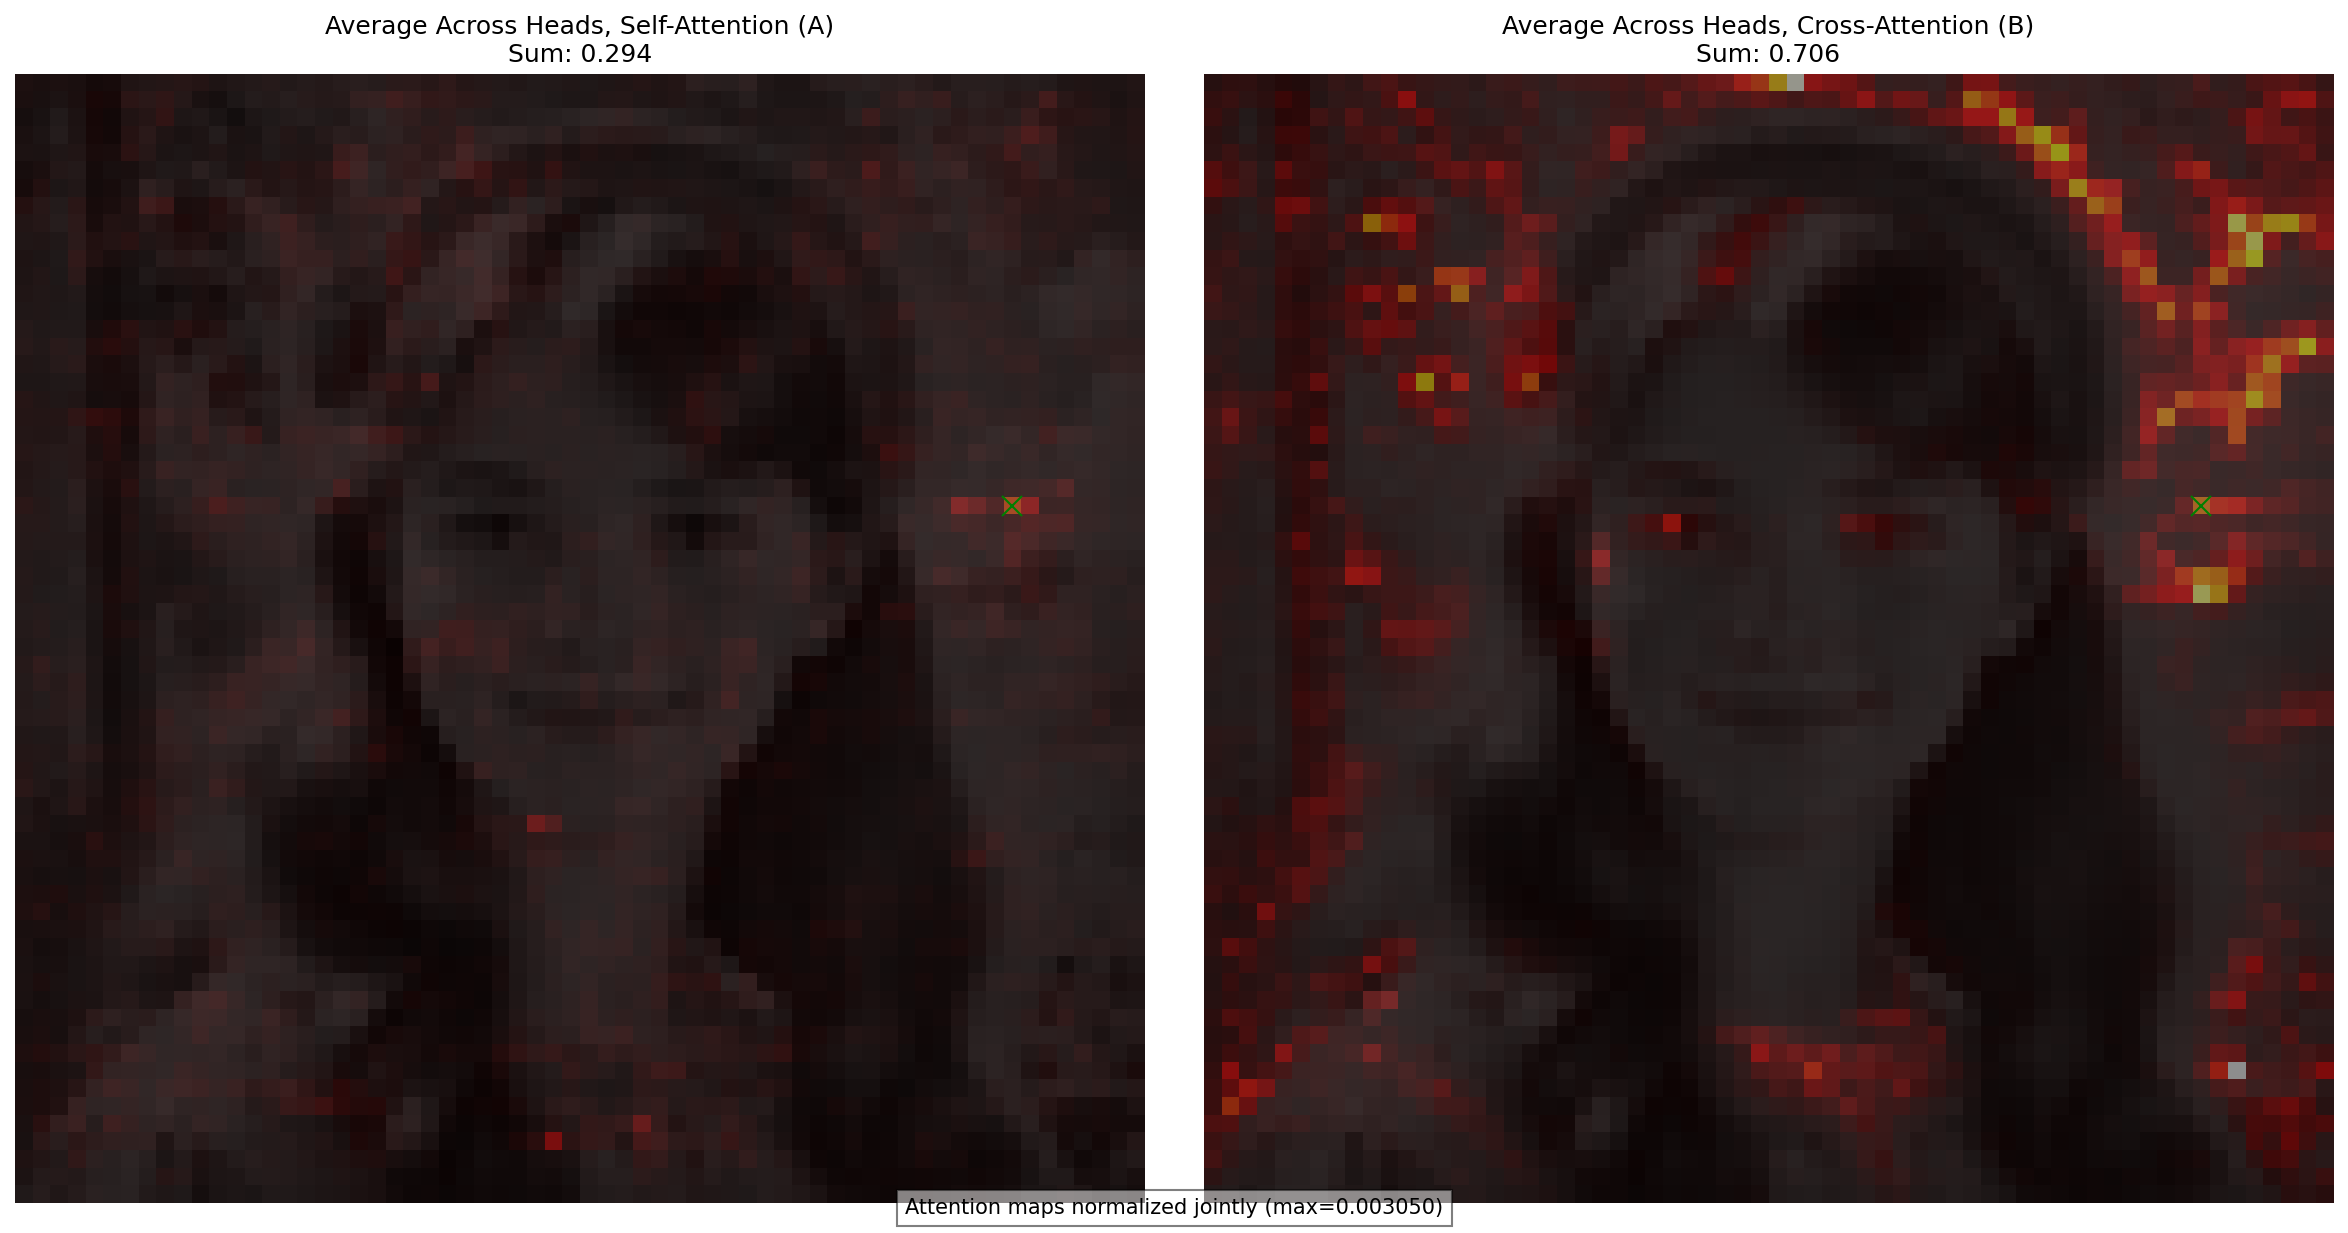 Average Across Heads, Self-Attention (A)
Sum: 0.294
Average Across Heads, Cross-Attention (B)
Sum: 0.706
Attention maps normalized jointly (max=0.003050)